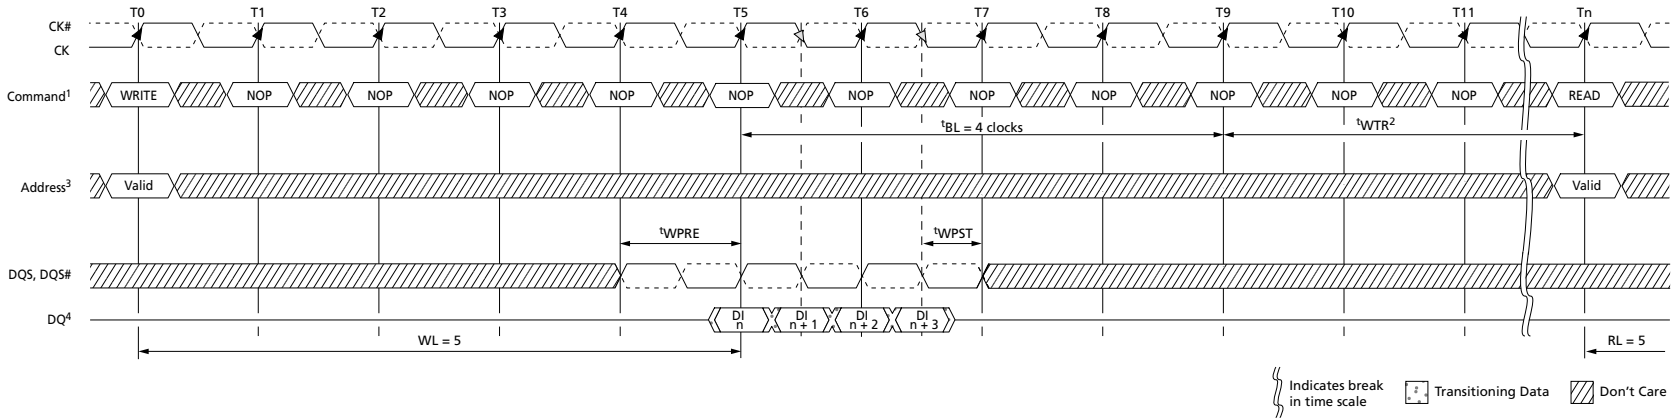 T0 T1 T2 T3 T4 T5 T6 T7 T8 T9 T10 T11 Tn
CK#
CK
Command1 WRITE NOP NOP NOP NOP NOP NOP NOP NOP NOP NOP NOP READ
tBL = 4 clocks tWTR2
Address3 Valid Valid
tWPRE tWPST
DQS, DQS#
DQ4 DI n DI n + 1 DI n + 2 DI n + 3
WL = 5 RL = 5
Indicates break in time scale Transitioning Data Don't Care